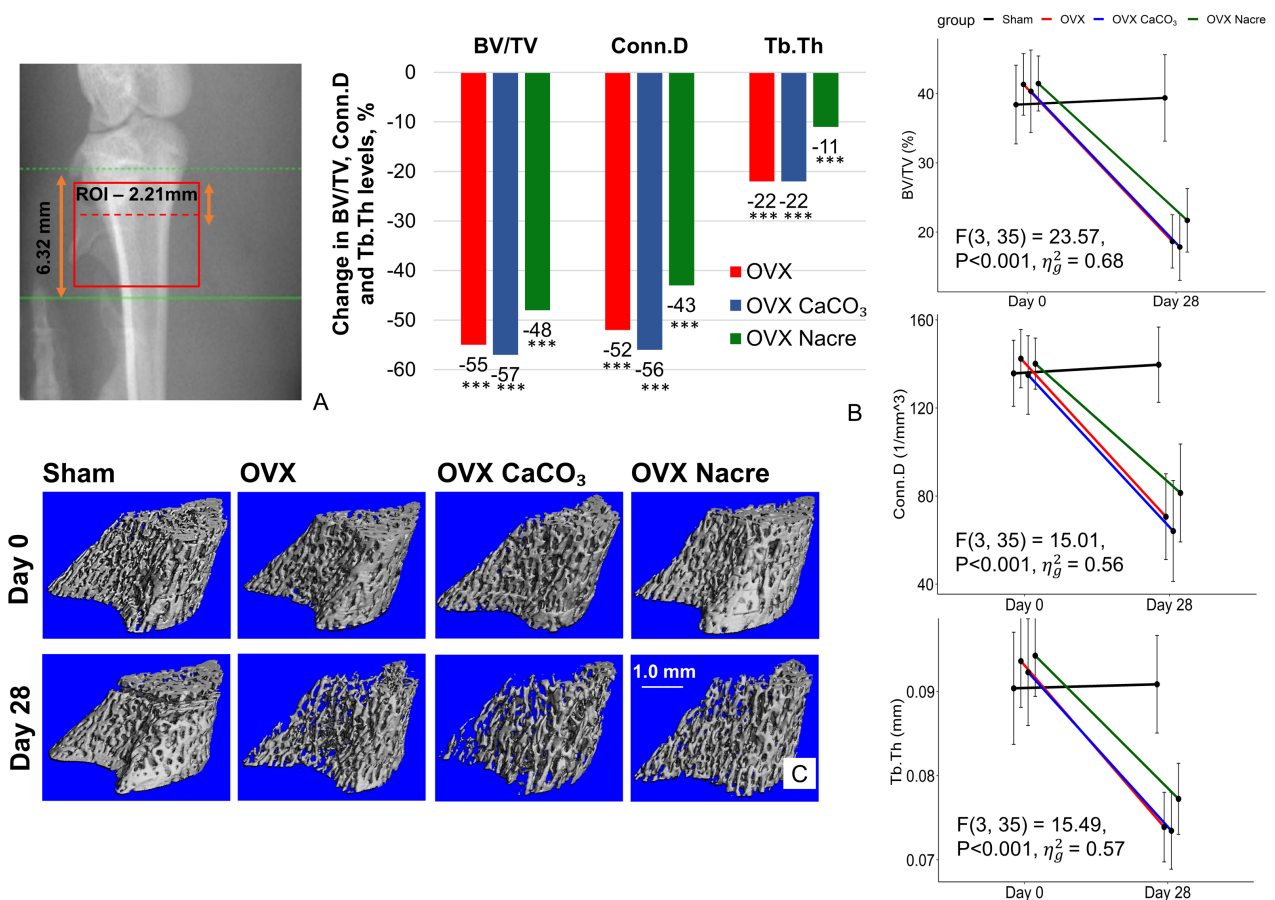 6.32 mm
ROI – 2.21mm
A
BV/TV Conn.D Tb.Th
Change in BV/TV, Conn.D
and Tb.Th levels, %
0
-10
-20
-30
-40
-50
-60
-55
***
-57
***
-48
***
-52
***
-56
***
-43
***
-22
***
-22
***
-11
***
OVX
OVX CaCO₃
OVX Nacre
B
Sham OVX OVX CaCO₃ OVX Nacre
Day 0
Day 28
1.0 mm
C
group Sham OVX OVX CaCO₃ OVX Nacre
BV/TV (%)
40
30
20
F(3, 35) = 23.57,
P<0.001, η²g = 0.68
Day 0 Day 28
Conn.D (1/mm^3)
160
120
80
40
F(3, 35) = 15.01,
P<0.001, η²g = 0.56
Day 0 Day 28
Tb.Th (mm)
0.09
0.08
0.07
F(3, 35) = 15.49,
P<0.001, η²g = 0.57
Day 0 Day 28